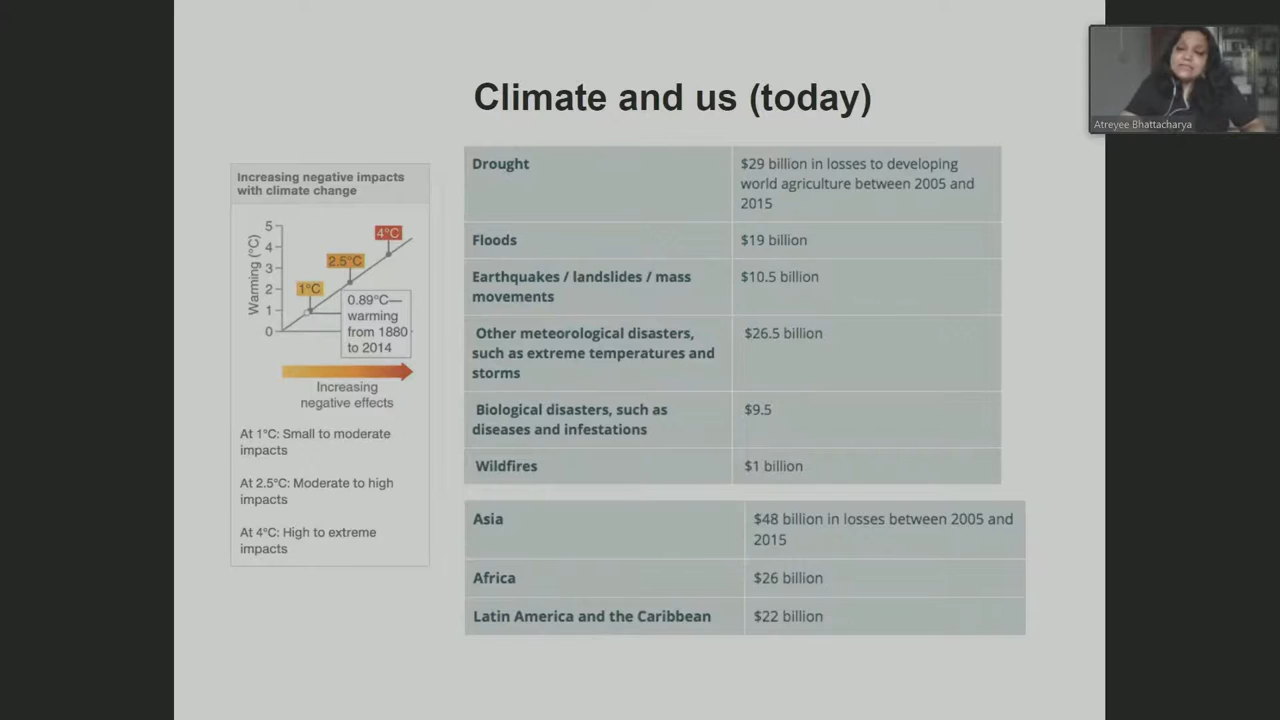 Climate and us (today)
Atreyee Bhattacharya
Increasing negative impacts
with climate change
Warming (°C)
5
4
3
2
1
0
4°C
2.5°C
1°C
0.89°C—
warming
from 1880
to 2014
Increasing
negative effects
At 1°C: Small to moderate
impacts
At 2.5°C: Moderate to high
impacts
At 4°C: High to extreme
impacts
Drought
$29 billion in losses to developing
world agriculture between 2005 and
2015
Floods
$19 billion
Earthquakes / landslides / mass
movements
$10.5 billion
Other meteorological disasters,
such as extreme temperatures and
storms
$26.5 billion
Biological disasters, such as
diseases and infestations
$9.5
Wildfires
$1 billion
Asia
$48 billion in losses between 2005 and
2015
Africa
$26 billion
Latin America and the Caribbean
$22 billion